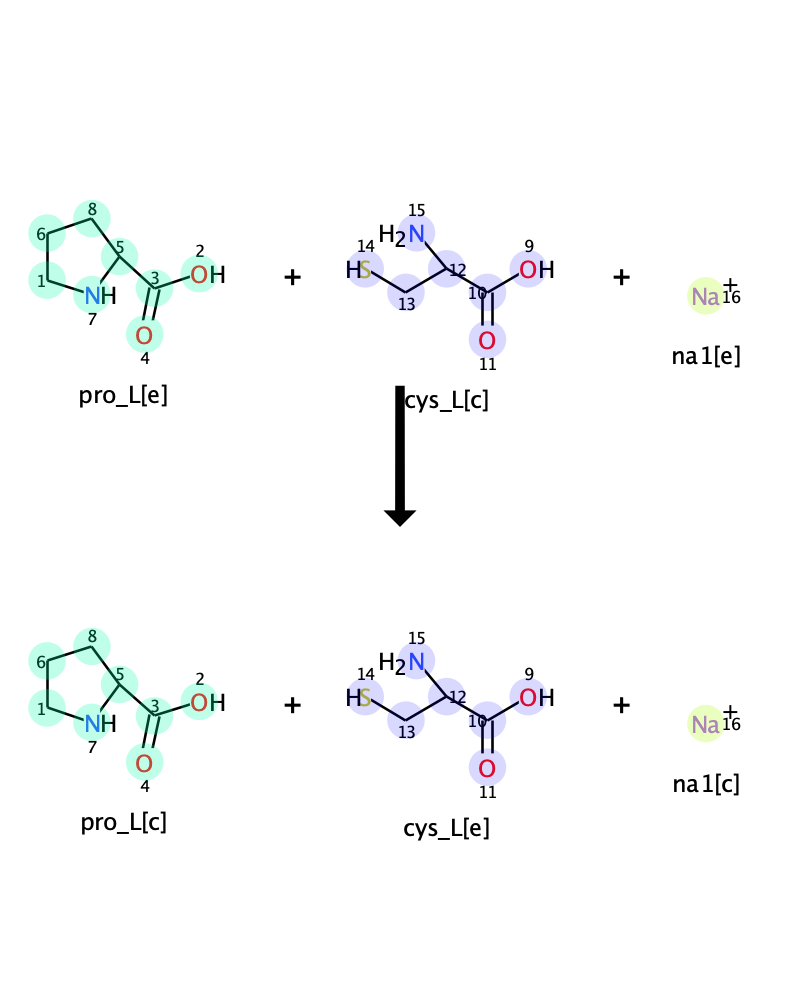 8
6
5
2
1
3
OH
NH
7
O
4
pro_L[e]
+
15
H2N
14
HS
12
9
OH
10
13
O
11
cys_L[c]
+
Na+
16
na1[e]
8
6
5
2
1
3
OH
NH
7
O
4
pro_L[c]
+
15
H2N
14
HS
12
9
OH
10
13
O
11
cys_L[e]
+
Na+
16
na1[c]